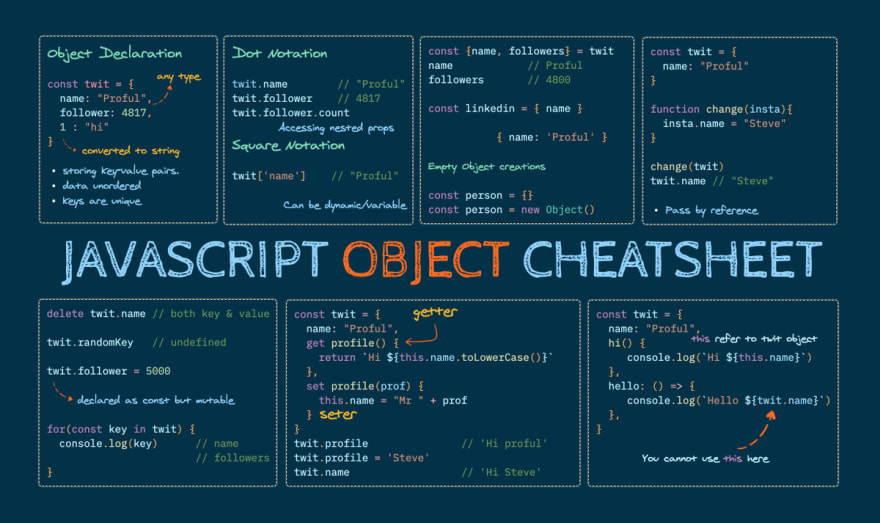 Object Declaration
const twit = {
any type
name: "Proful",
follower: 4817,
1 : "hi"
}
converted to string
• storing key-value pairs.
• data unordered
• keys are unique
Dot Notation
twit.name // "Proful"
twit.follower // 4817
twit.follower.count
Accessing nested props
Square Notation
twit['name'] // "Proful"
Can be dynamic/variable
const {name, followers} = twit
name // Proful
followers // 4800
const linkedin = { name }
{ name: 'Proful' }
Empty Object creations
const person = {}
const person = new Object()
const twit = {
name: "Proful"
}
function change(insta){
insta.name = "Steve"
}
change(twit)
twit.name // "Steve"
• Pass by reference
JAVASCRIPT OBJECT CHEATSHEET
delete twit.name // both key & value
twit.randomKey // undefined
twit.follower = 5000
declared as const but mutable
for(const key in twit) {
console.log(key) // name
// followers
}
const twit = {
getter
name: "Proful",
get profile() {
return `Hi ${this.name.toLowerCase()}`
},
set profile(prof) {
this.name = "Mr " + prof
} seter
}
twit.profile // 'Hi proful'
twit.profile = 'Steve'
twit.name // 'Hi Steve'
const twit = {
name: "Proful",
this refer to twit object
hi() {
console.log(`Hi ${this.name}`)
},
hello: () => {
console.log(`Hello ${twit.name}`)
},
}
You cannot use this here